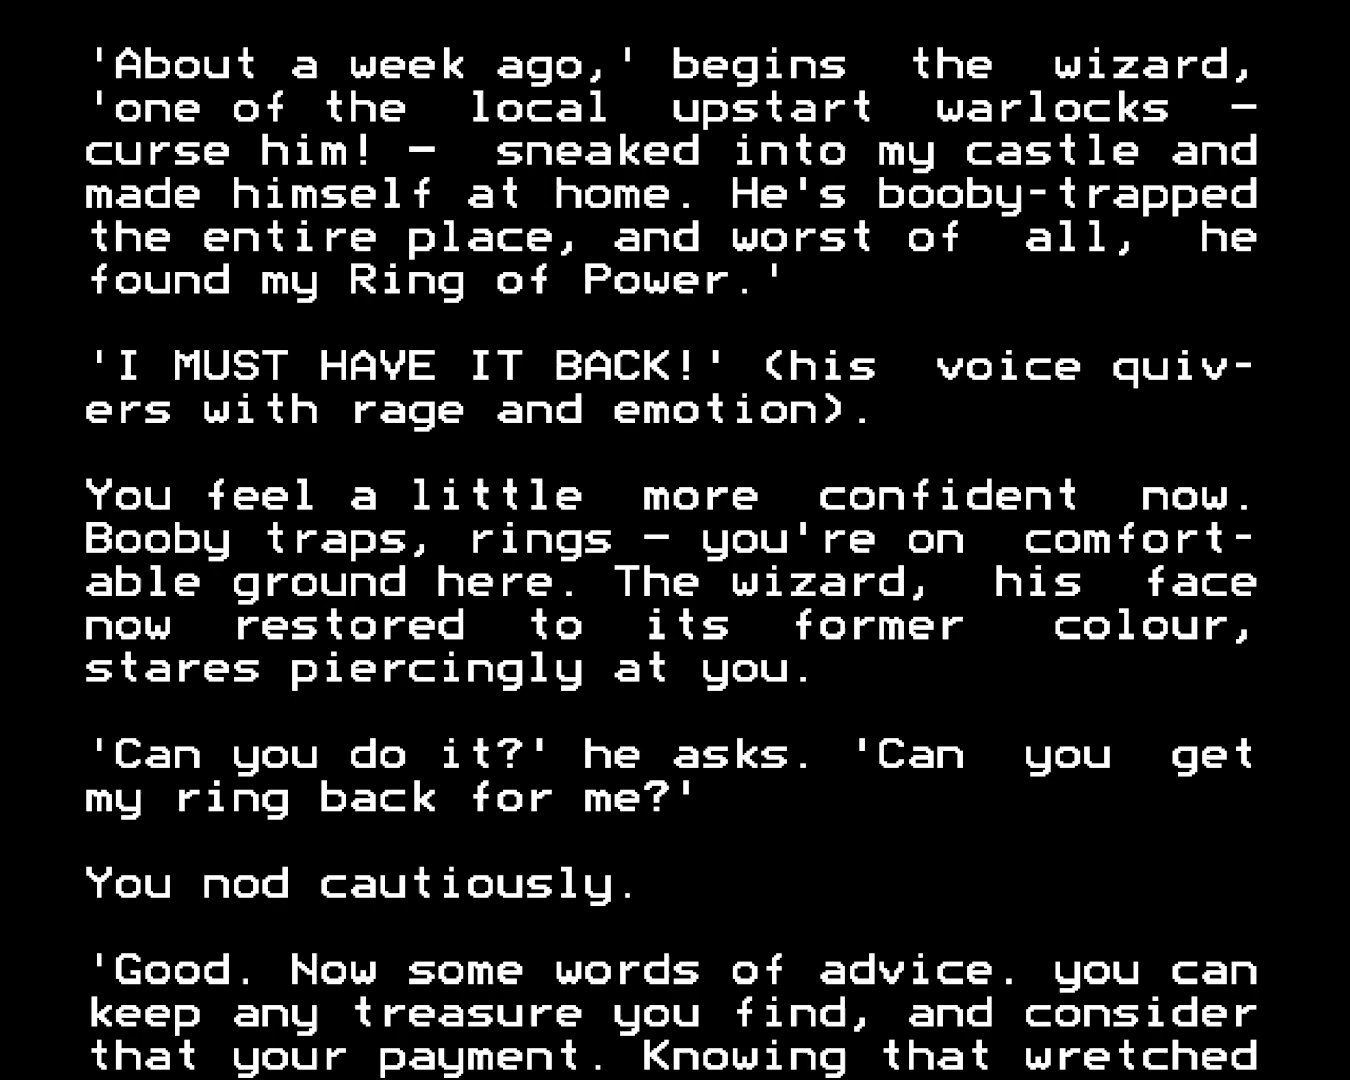 'About a week ago,' begins  the  wizard,
'one of the  local  upstart  warlocks  –
curse him! –  sneaked into my castle and
made himself at home. He's booby-trapped
the entire place, and worst of  all,  he
found my Ring of Power.'

'I MUST HAVE IT BACK!' (his  voice quiv-
ers with rage and emotion).

You feel a little  more  confident  now.
Booby traps, rings – you're on  comfort-
able ground here. The wizard,  his  face
now  restored  to  its  former   colour,
stares piercingly at you.

'Can you do it?' he asks. 'Can  you  get
my ring back for me?'

You nod cautiously.

'Good. Now some words of advice. you can
keep any treasure you find, and consider
that your payment. Knowing that wretched